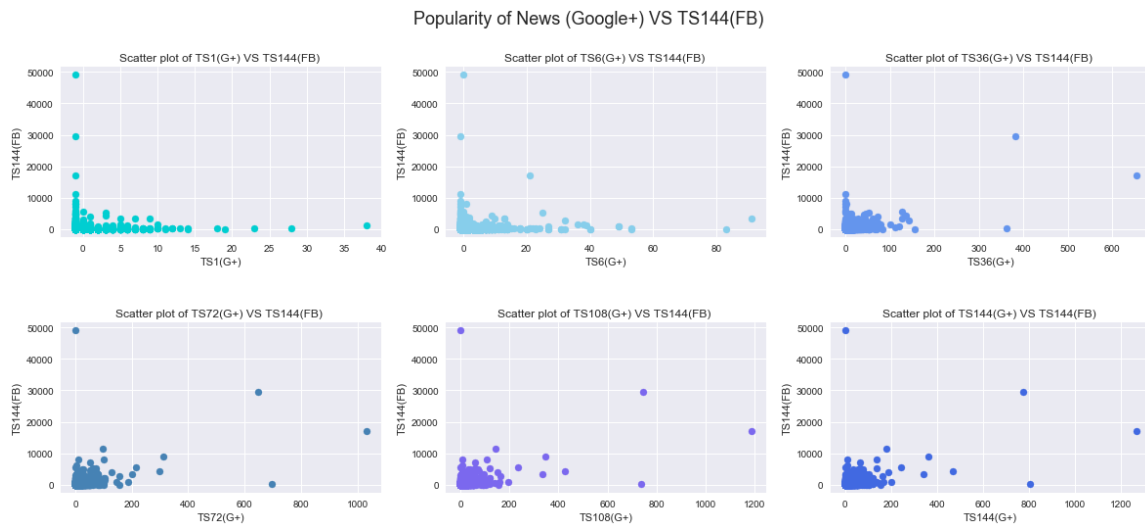 Popularity of News (Google+) VS TS144(FB)
Scatter plot of TS1(G+) VS TS144(FB)
50000
40000
30000
20000
10000
0
TS144(FB)
0 5 10 15 20 25 30 35 40
TS1(G+)
Scatter plot of TS6(G+) VS TS144(FB)
50000
40000
30000
20000
10000
0
TS144(FB)
0 20 40 60 80
TS6(G+)
Scatter plot of TS36(G+) VS TS144(FB)
50000
40000
30000
20000
10000
0
TS144(FB)
0 100 200 300 400 500 600
TS36(G+)
Scatter plot of TS72(G+) VS TS144(FB)
50000
40000
30000
20000
10000
0
TS144(FB)
0 200 400 600 800 1000
TS72(G+)
Scatter plot of TS108(G+) VS TS144(FB)
50000
40000
30000
20000
10000
0
TS144(FB)
0 200 400 600 800 1000 1200
TS108(G+)
Scatter plot of TS144(G+) VS TS144(FB)
50000
40000
30000
20000
10000
0
TS144(FB)
0 200 400 600 800 1000 1200
TS144(G+)